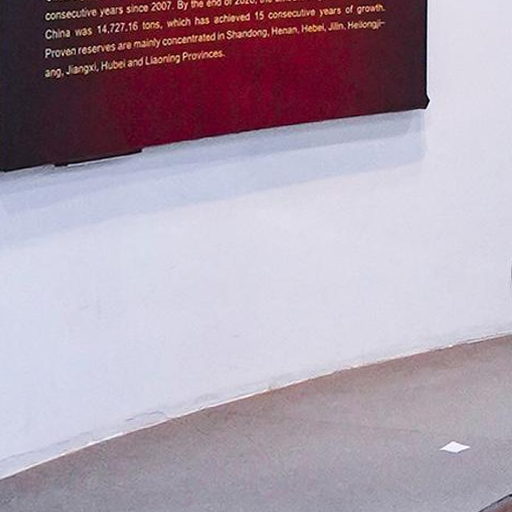 consecutive years since 2007. By the end of 2020, the
China was 14,727.16 tons, which has achieved 15 consecutive years of growth.
Proven reserves are mainly concentrated in Shandong, Henan, Hebei, Jilin, Heilongji-
ang, Jiangxi, Hubei and Liaoning Provinces.